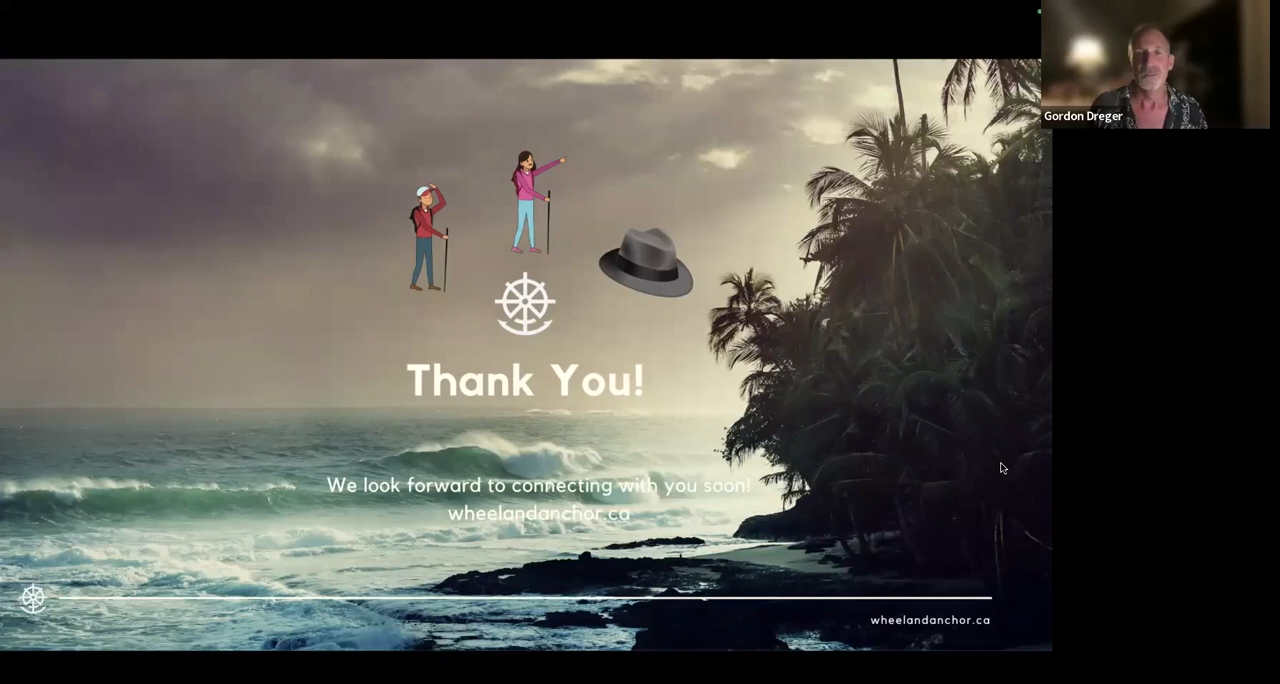 Gordon Dreger
Thank You!
We look forward to connecting with you soon!
wheelandanchor.ca
wheelandanchor.ca